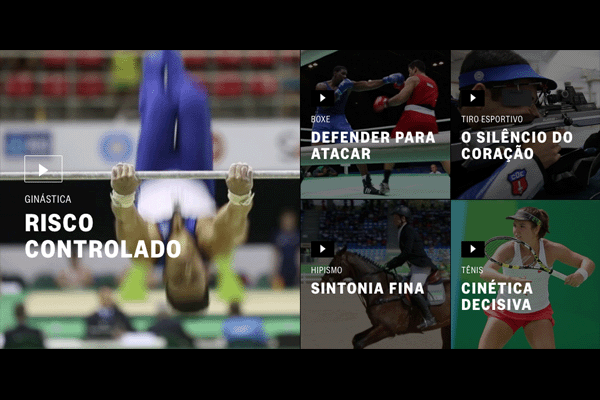 GINÁSTICA
RISCO
CONTROLADO
BOXE
DEFENDER PARA
ATACAR
TIRO ESPORTIVO
O SILÊNCIO DO
CORAÇÃO
HIPISMO
SINTONIA FINA
TÊNIS
CINÉTICA
DECISIVA